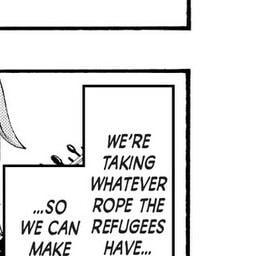 WE'RE
TAKING
WHATEVER
ROPE THE
REFUGEES
HAVE...
...SO
WE CAN
MAKE